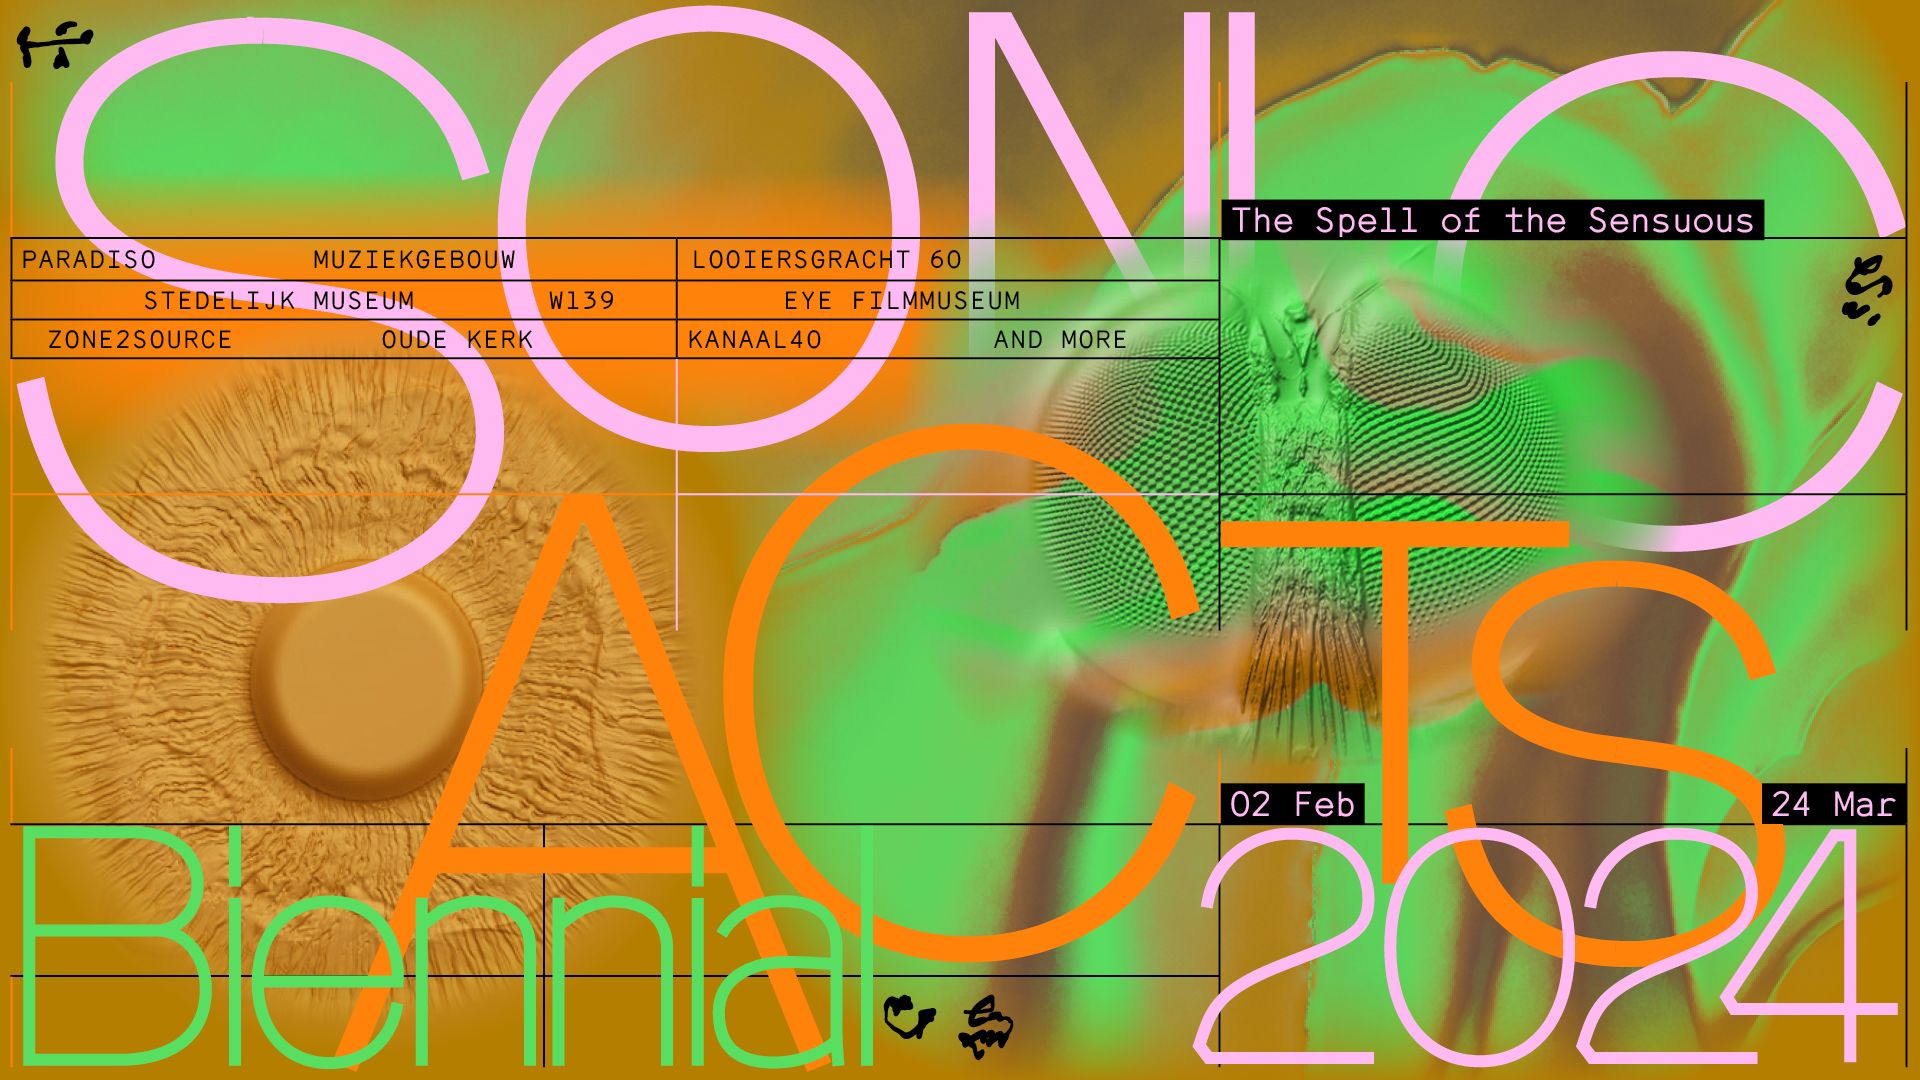 SONIC
The Spell of the Sensuous
PARADISO MUZIEKGEBOUW LOOIERSGRACHT 60
STEDELIJK MUSEUM W139 EYE FILMMUSEUM
ZONE2SOURCE OUDE KERK KANAAL40 AND MORE
ACTS
02 Feb 24 Mar
Biennial 2024